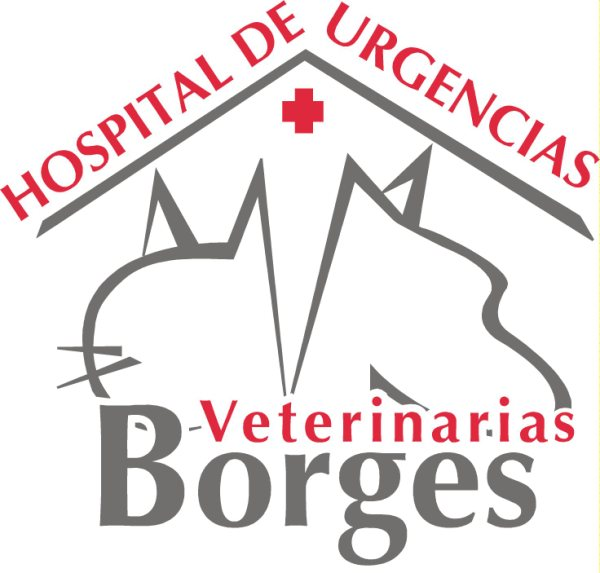 HOSPITAL DE URGENCIAS
Veterinarias
Borges